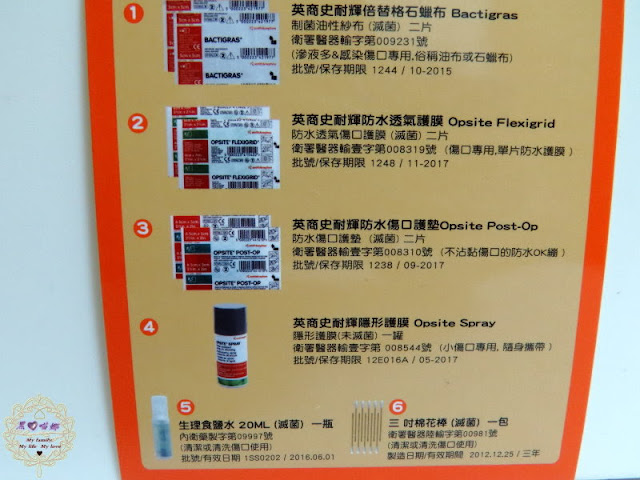 1
英商史耐輝倍替格石蠟布 Bactigras
制菌油性紗布 (滅菌) 二片
衛署醫器輸字第009231號
(滲液多&感染傷口專用,俗稱油布或石蠟布)
批號/保存期限 1244 / 10-2015
BACTIGRAS
2
英商史耐輝防水透氣護膜 Opsite Flexigrid
防水透氣傷口護膜 (滅菌) 二片
衛署醫器輸壹字第008319號 (傷口專用,單片防水護膜)
批號/保存期限 1248 / 11-2017
OPSITE FLEXIGRID
3
英商史耐輝防水傷口護墊Opsite Post-Op
防水傷口護墊 (滅菌) 二片
衛署醫器輸壹字第008310號 (不沾黏傷口的防水OK繃)
批號/保存期限 1238 / 09-2017
OPSITE POST-OP
OPSITE POST-OP
4
英商史耐輝隱形護膜 Opsite Spray
隱形護膜(未滅菌) 一罐
衛署醫器輸壹字第 008544號 (小傷口專用, 隨身攜帶)
批號/保存期限 12E016A / 05-2017
5
生理食鹽水 20ML (滅菌) 一瓶
內衛藥製字第09997號
(清潔或清洗傷口使用)
批號/有效日期 1SS0202 / 2016.06.01
6
三 吋棉花棒 (滅菌) 一包
衛署醫器陸輸字第00981號
(清潔或清洗傷口使用)
製造日期/有效期間 2012.12.25 / 三年
My family
My life My love